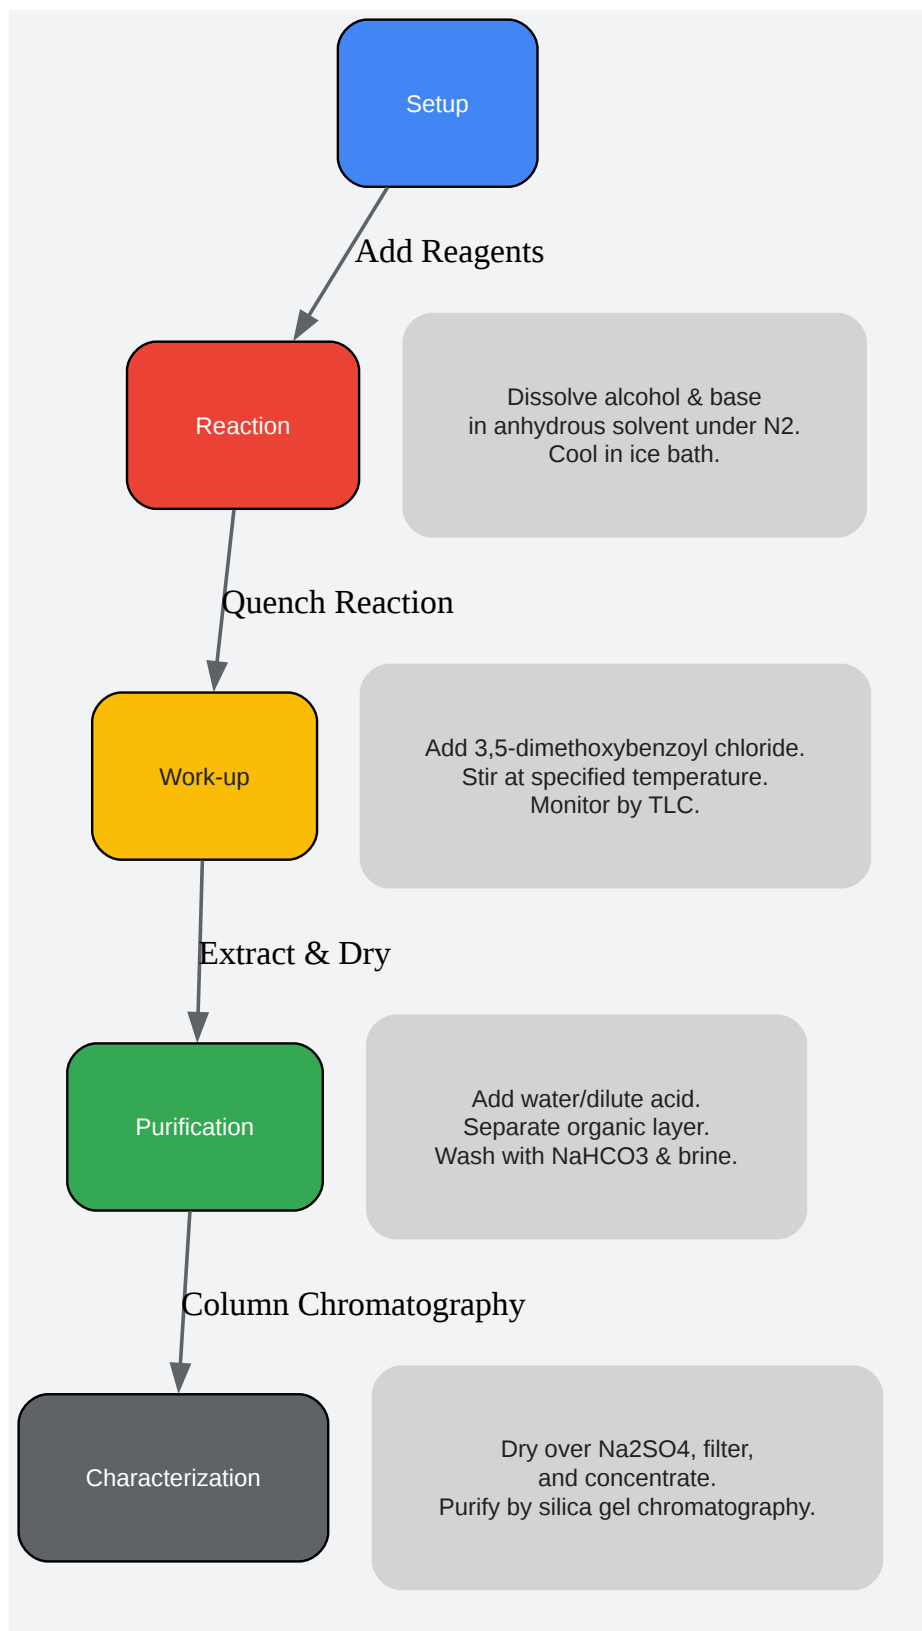 Setup
Add Reagents
Reaction
Dissolve alcohol & base
in anhydrous solvent under N2.
Cool in ice bath.
Quench Reaction
Work-up
Add 3,5-dimethoxybenzoyl chloride.
Stir at specified temperature.
Monitor by TLC.
Extract & Dry
Purification
Add water/dilute acid.
Separate organic layer.
Wash with NaHCO3 & brine.
Column Chromatography
Characterization
Dry over Na2SO4, filter,
and concentrate.
Purify by silica gel chromatography.